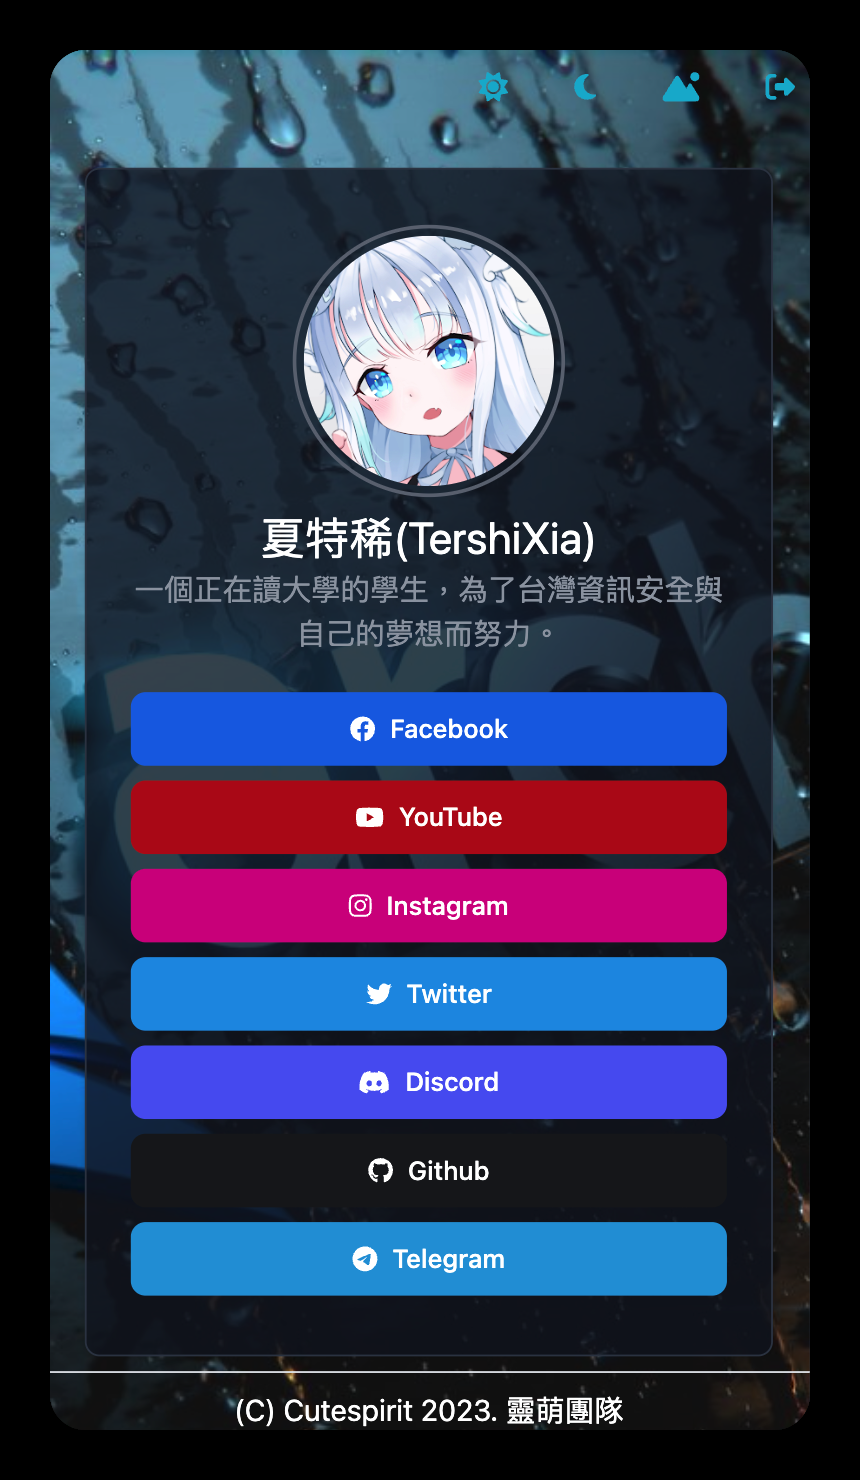 夏特稀(TershiXia)
一個正在讀大學的學生，為了台灣資訊安全與
自己的夢想而努力。
Facebook
YouTube
Instagram
Twitter
Discord
Github
Telegram
(C) Cutespirit 2023. 靈萌團隊